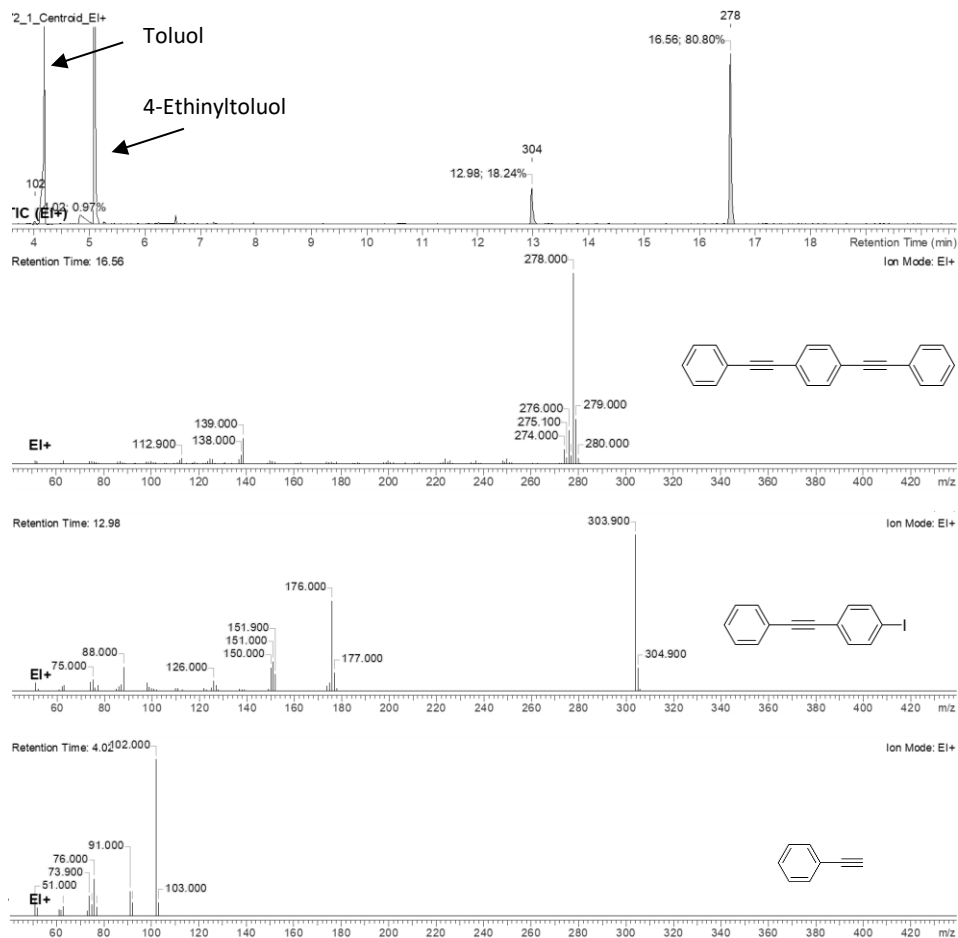 '2_1_Centroid_EI+
Toluol
4-Ethinyltoluol
278
16.56; 80.80%
304
12.98; 18.24%
102
4.02; 0.97%
TIC (EI+)
4 5 6 7 8 9 10 11 12 13 14 15 16 17 18 Retention Time (min)
Retention Time: 16.56 Ion Mode: EI+
278.000
276.000 279.000
275.100
274.000 280.000
139.000
138.000
112.900
EI+
60 80 100 120 140 160 180 200 220 240 260 280 300 320 340 360 380 400 420 m/z
Retention Time: 12.98 Ion Mode: EI+
303.900
176.000
151.900
151.000
150.000
88.000
75.000 126.000 177.000 304.900
I
EI+
60 80 100 120 140 160 180 200 220 240 260 280 300 320 340 360 380 400 420 m/z
Retention Time: 4.02 102.000 Ion Mode: EI+
91.000
76.000
73.900
51.000 103.000
EI+
60 80 100 120 140 160 180 200 220 240 260 280 300 320 340 360 380 400 420 m/z